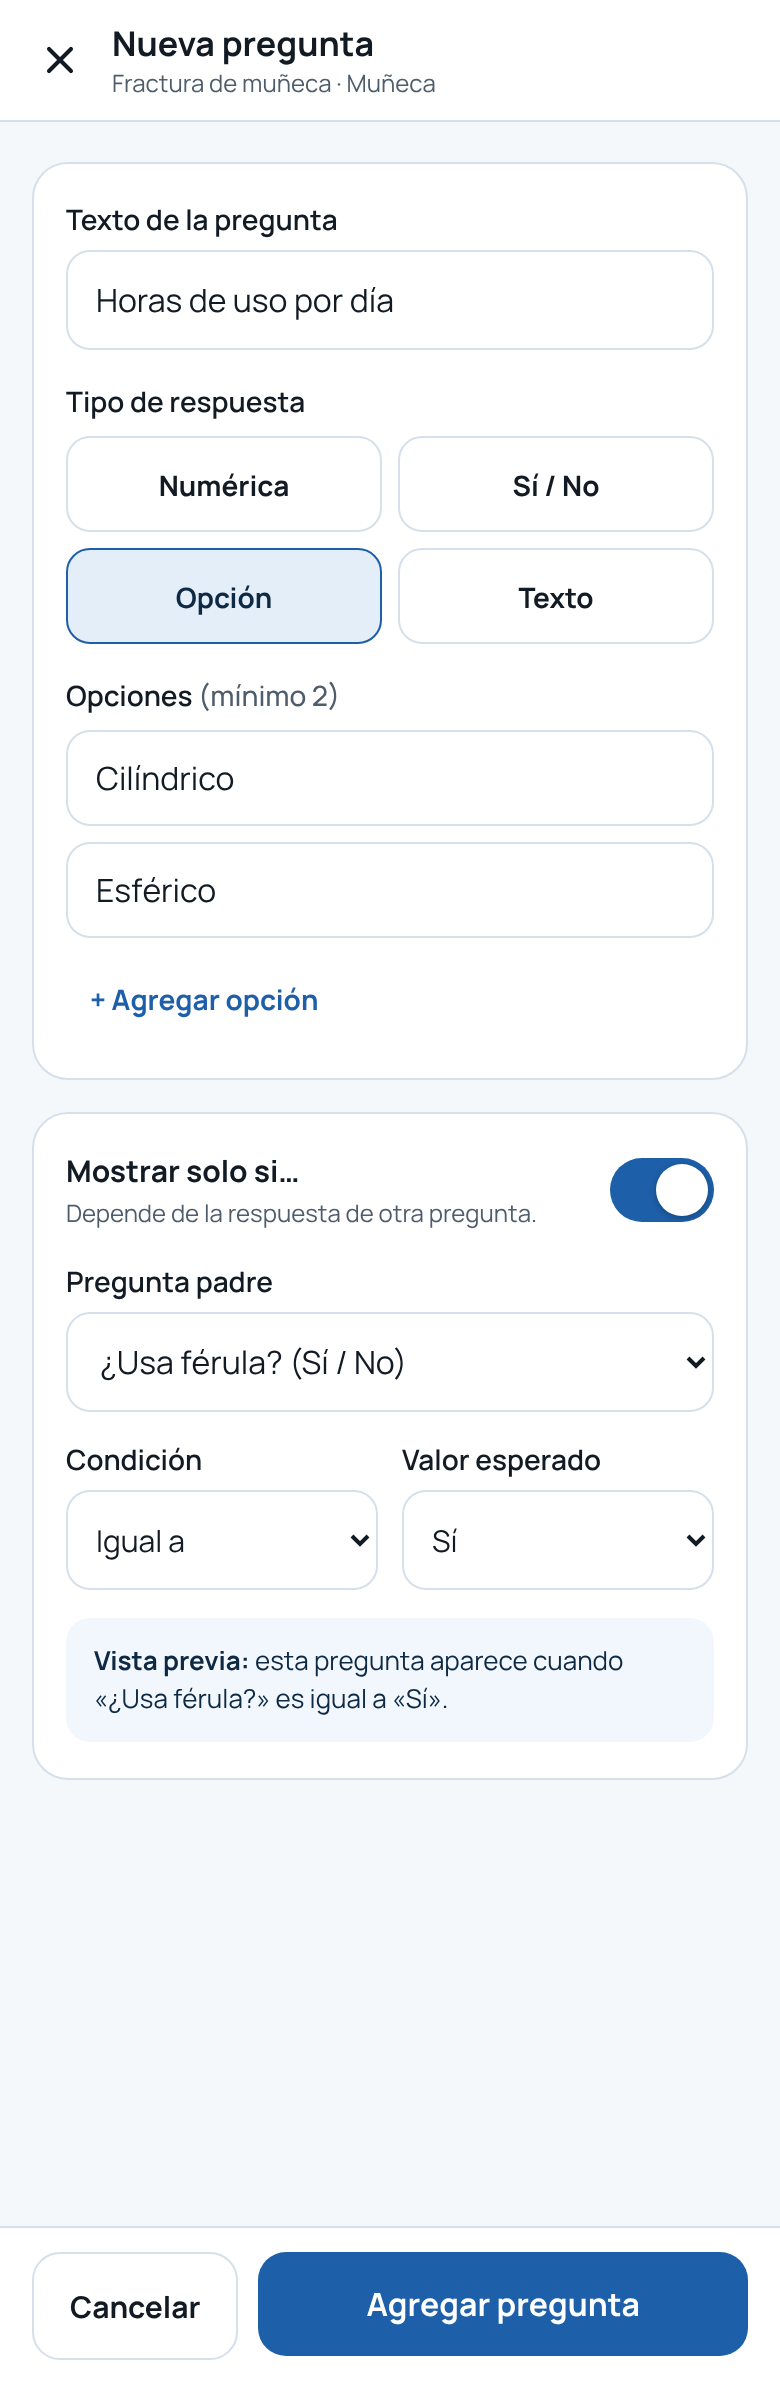 Nueva pregunta
Fractura de muñeca · Muñeca
Texto de la pregunta
Horas de uso por día
Tipo de respuesta
Numérica
Sí / No
Opción
Texto
Opciones (mínimo 2)
Cilíndrico
Esférico
+ Agregar opción
Mostrar solo si…
Depende de la respuesta de otra pregunta.
Pregunta padre
¿Usa férula? (Sí / No)
Condición
Valor esperado
Igual a
Sí
Vista previa: esta pregunta aparece cuando
«¿Usa férula?» es igual a «Sí».
Cancelar
Agregar pregunta